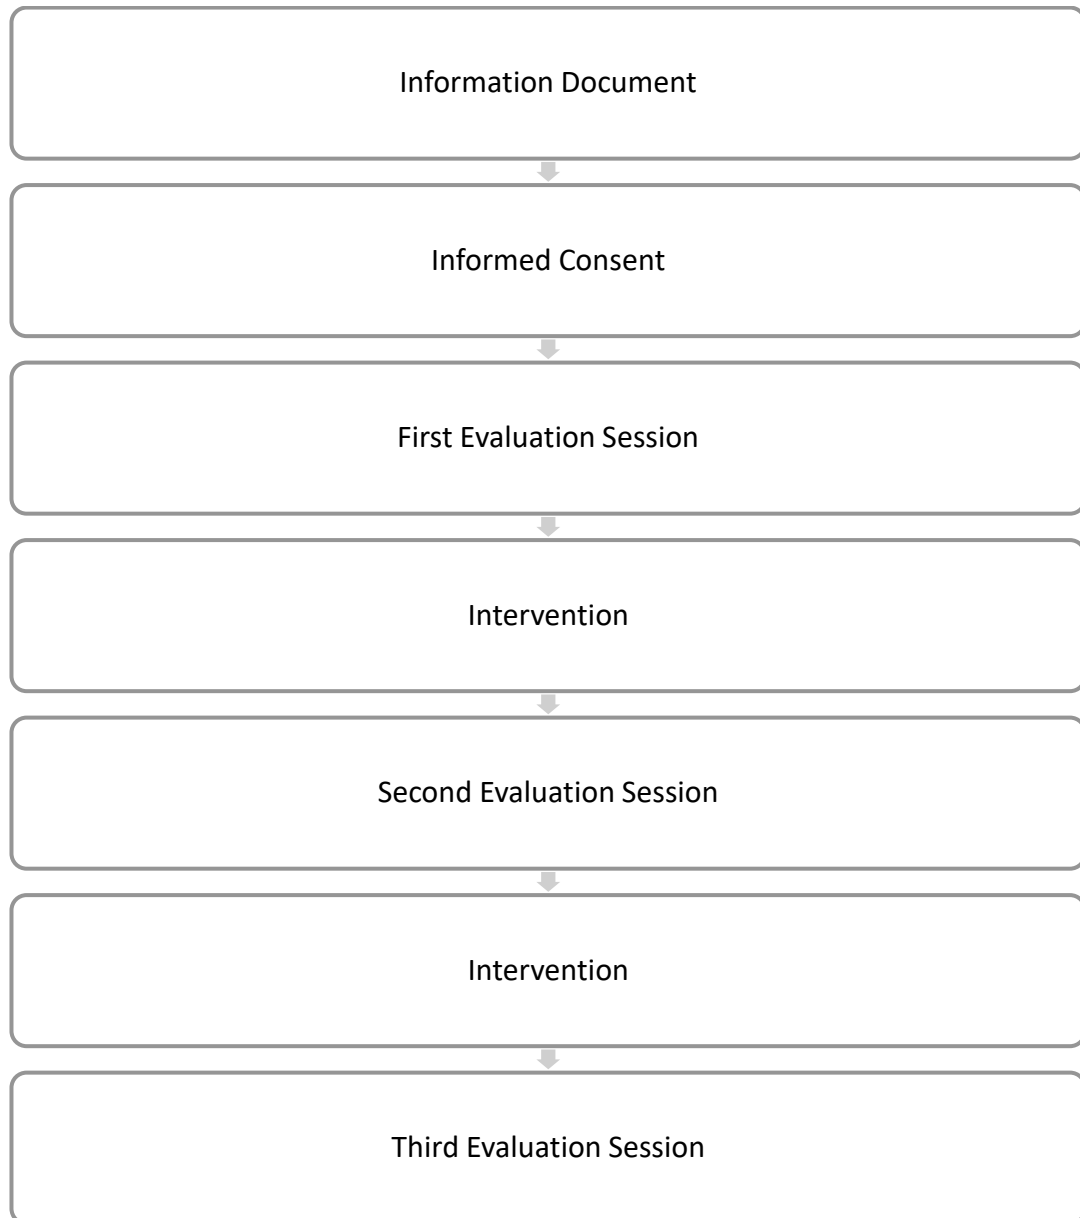 Information Document
Informed Consent
First Evaluation Session
Intervention
Second Evaluation Session
Intervention
Third Evaluation Session